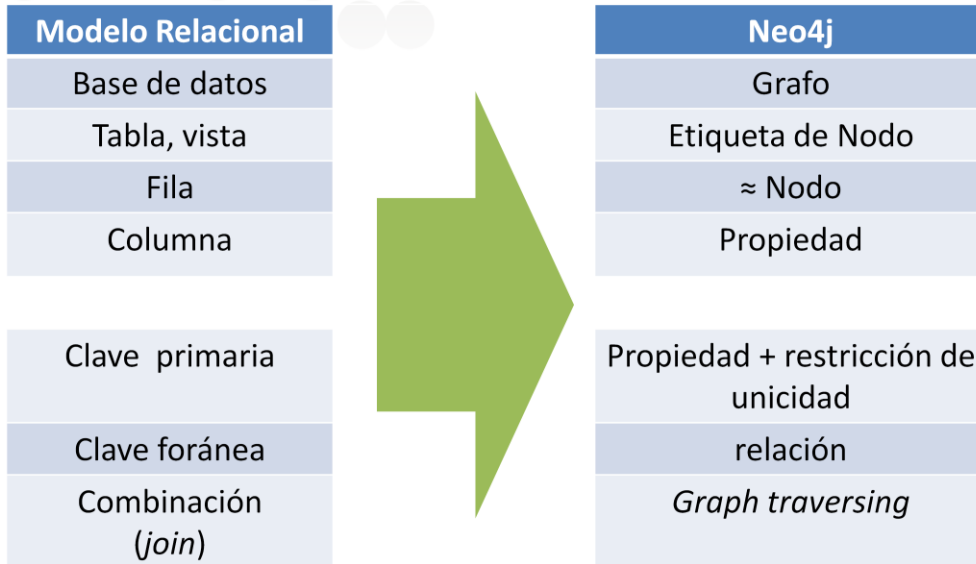 Modelo Relacional
Base de datos
Tabla, vista
Fila
Columna
Clave primaria
Clave foránea
Combinación
(join)
Neo4j
Grafo
Etiqueta de Nodo
≈ Nodo
Propiedad
Propiedad + restricción de
unicidad
relación
Graph traversing